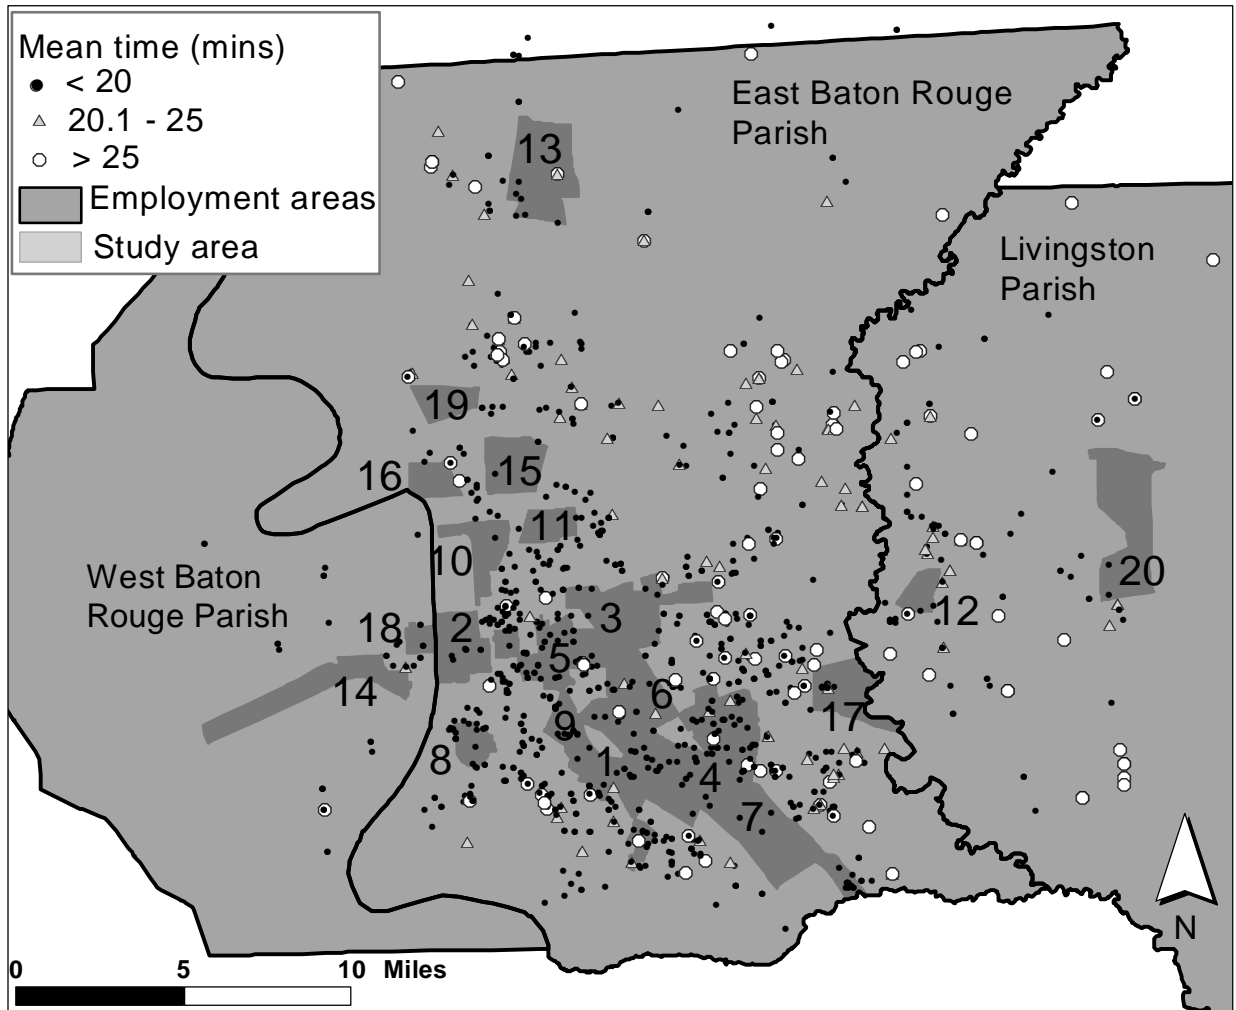 Mean time (mins)
< 20
20.1 - 25
> 25
Employment areas
Study area
East Baton Rouge
Parish
13
Livingston
Parish
19
16
15
11
10
West Baton
Rouge Parish
20
12
3
18
2
5
14
6
17
9
8
1
4
7
N
0 5 10 Miles